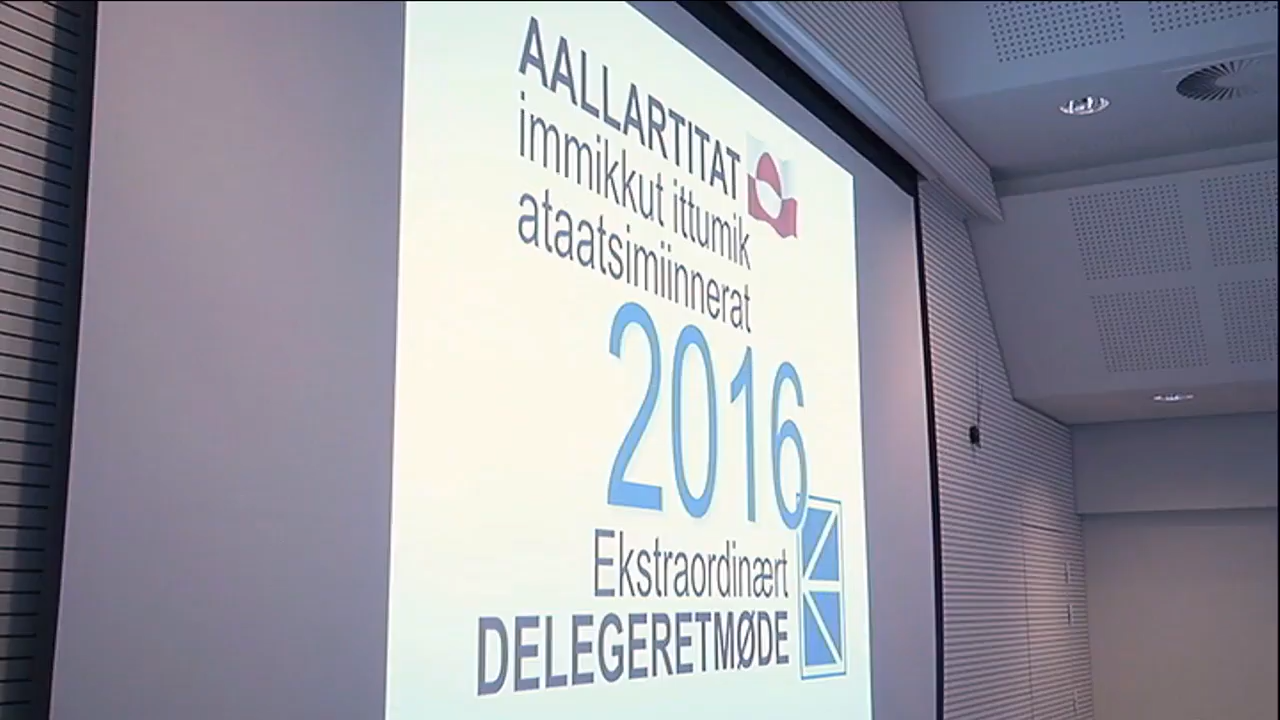 AALLARTITAT
immikkut ittumik
ataatsimiinnerat
2016
Ekstraordinært
DELEGERETMØDE